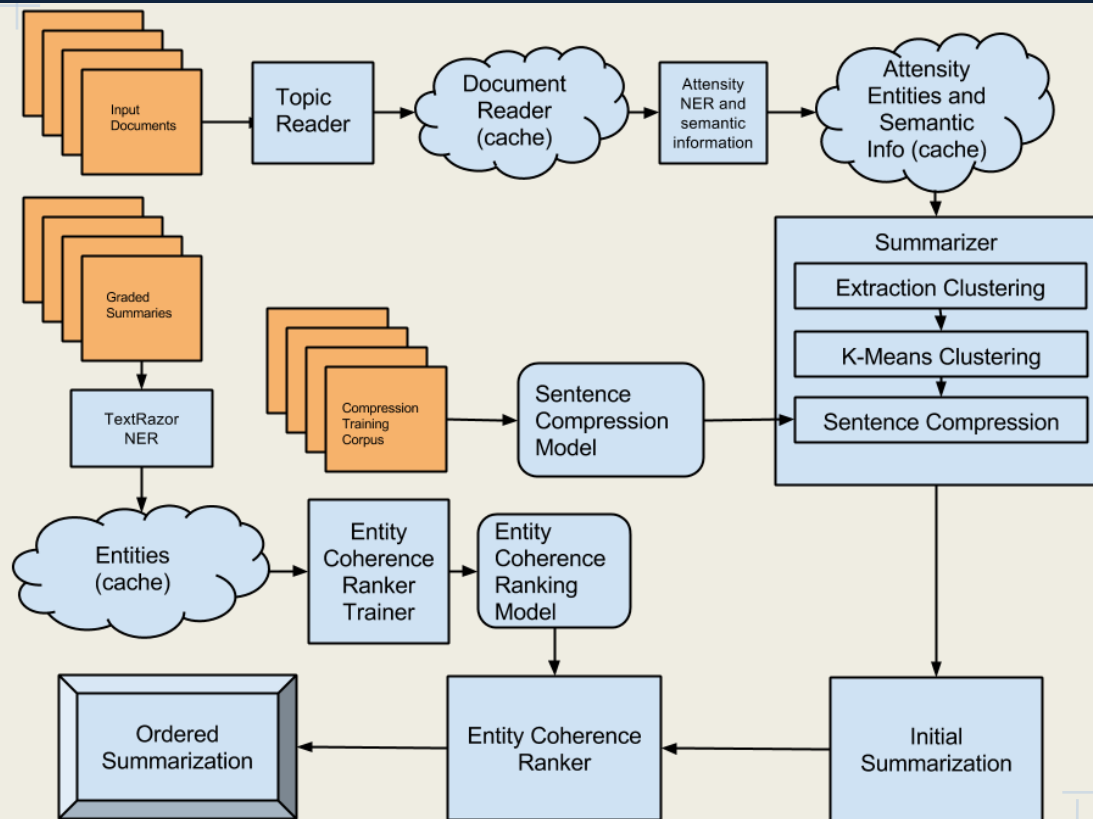 Input
Documents
Topic
Reader
Document
Reader
(cache)
Attensity
NER and
semantic
information
Attensity
Entities and
Semantic
Info (cache)
Graded
Summaries
TextRazor
NER
Compression
Training
Corpus
Sentence
Compression
Model
Summarizer
Extraction Clustering
K-Means Clustering
Sentence Compression
Entities
(cache)
Entity
Coherence
Ranker
Trainer
Entity
Coherence
Ranking
Model
Ordered
Summarization
Entity Coherence
Ranker
Initial
Summarization